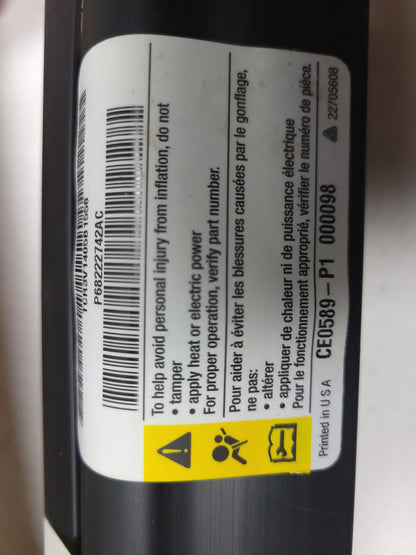 P68222742AC
To help avoid personal injury from inflation, do not
• tamper
• apply heat or electric power
For proper operation, verify part number.
Pour aider à éviter les blessures causées par le gonflage,
ne pas:
• altérer
• appliquer de chaleur ni de puissance électrique
Pour le fonctionnement approprié, vérifier le numéro de pièce.
Printed in U S A
CE0589-P1 000098
22705608